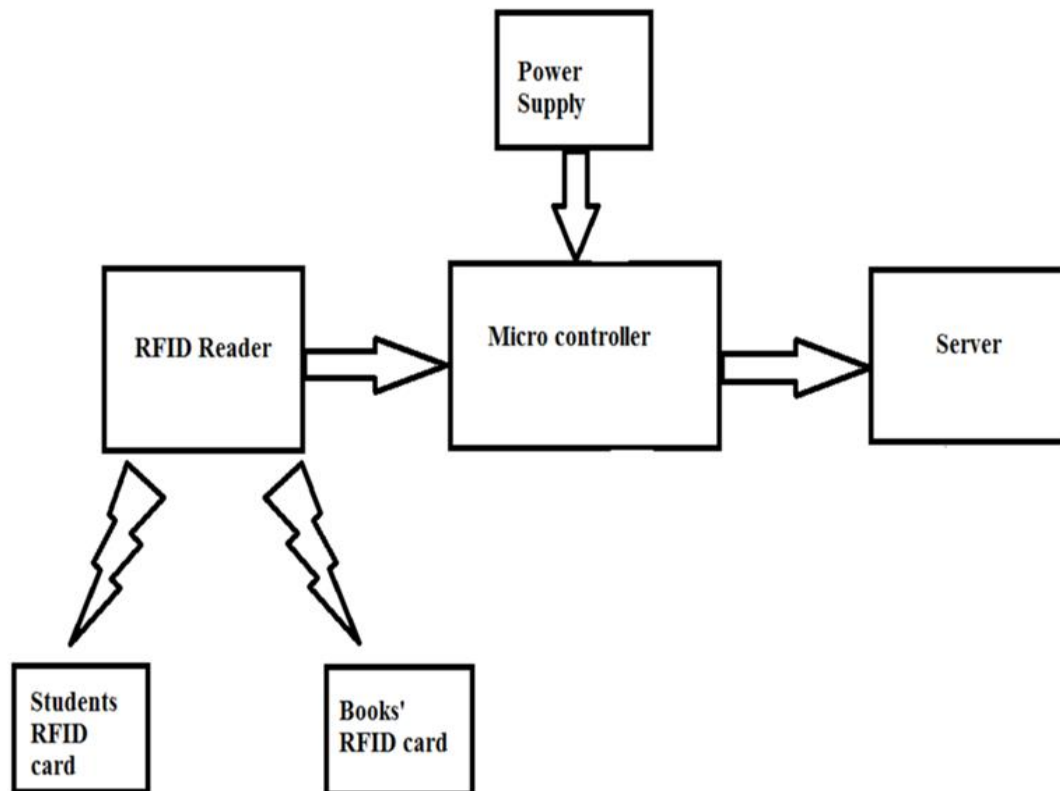 Power
Supply
RFID Reader
Micro controller
Server
Students
RFID
card
Books'
RFID card